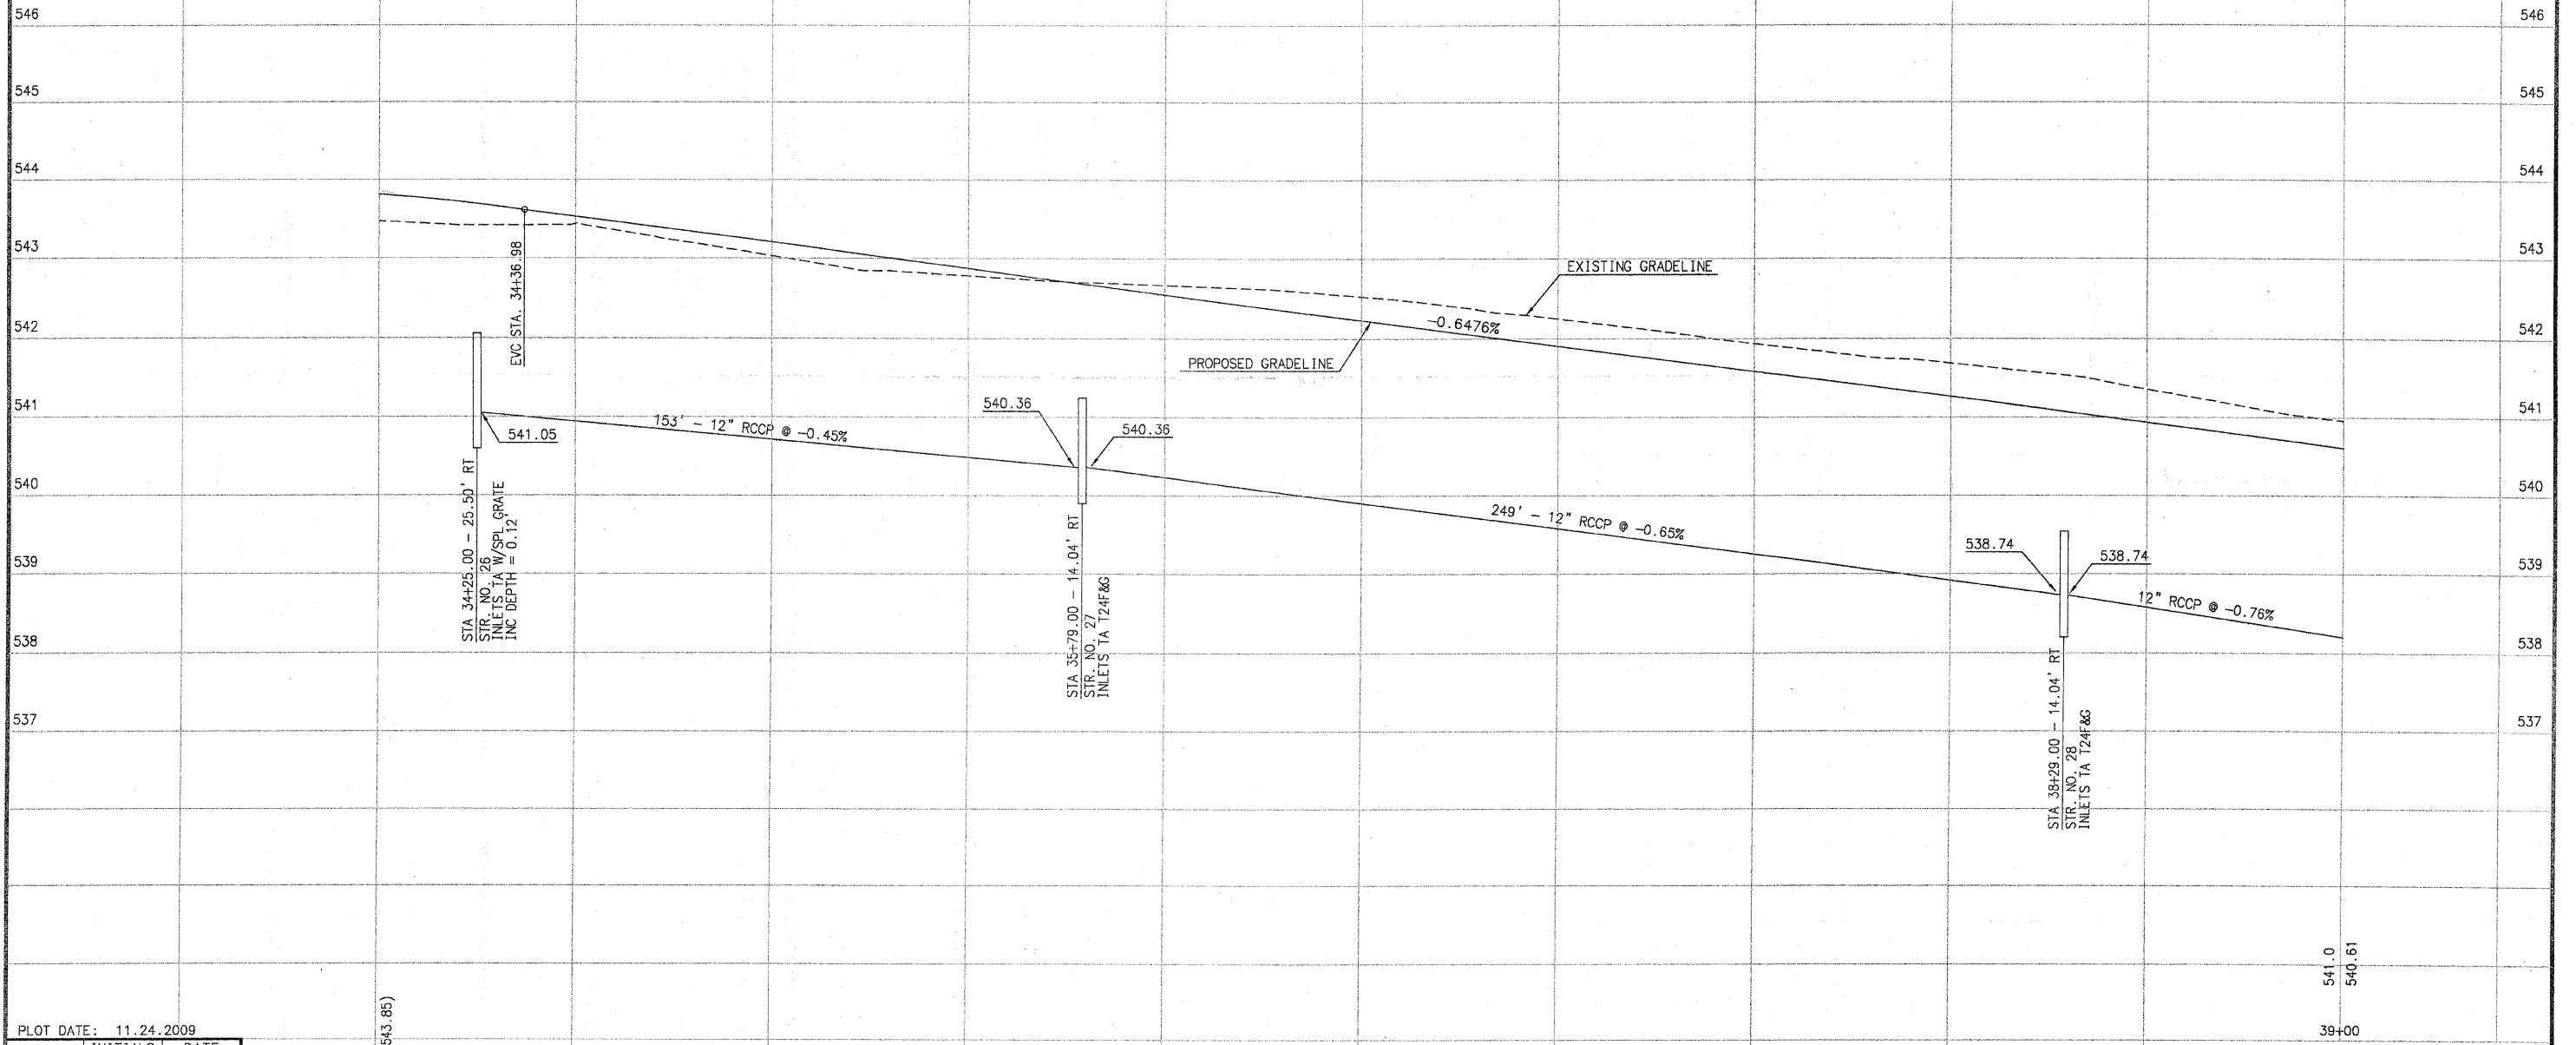 546
546
545
545
544
544
543
543
EXISTING GRADELINE
EVC STA. 34+36.98
542
542
-0.6476%
PROPOSED GRADELINE
541
541
540.36
153' - 12" RCCP @ -0.45%
541.05
540.36
540
540
249' - 12" RCCP @ -0.65%
539
539
538.74
538.74
12" RCCP @ -0.76%
STA 34+25.00 - 25.50' RT
STR. NO. 26
INLETS TA W/SPL GRATE
INC DEPTH = 0.12'
STA 35+79.00 - 14.04' RT
STR. NO. 27
INLETS TA T24F&G
538
538
STA 38+29.00 - 14.04' RT
STR. NO. 28
INLETS TA T24F&G
537
537
541.0
540.61
543.85)
PLOT DATE: 11.24.2009
39+00
INITIALS DATE